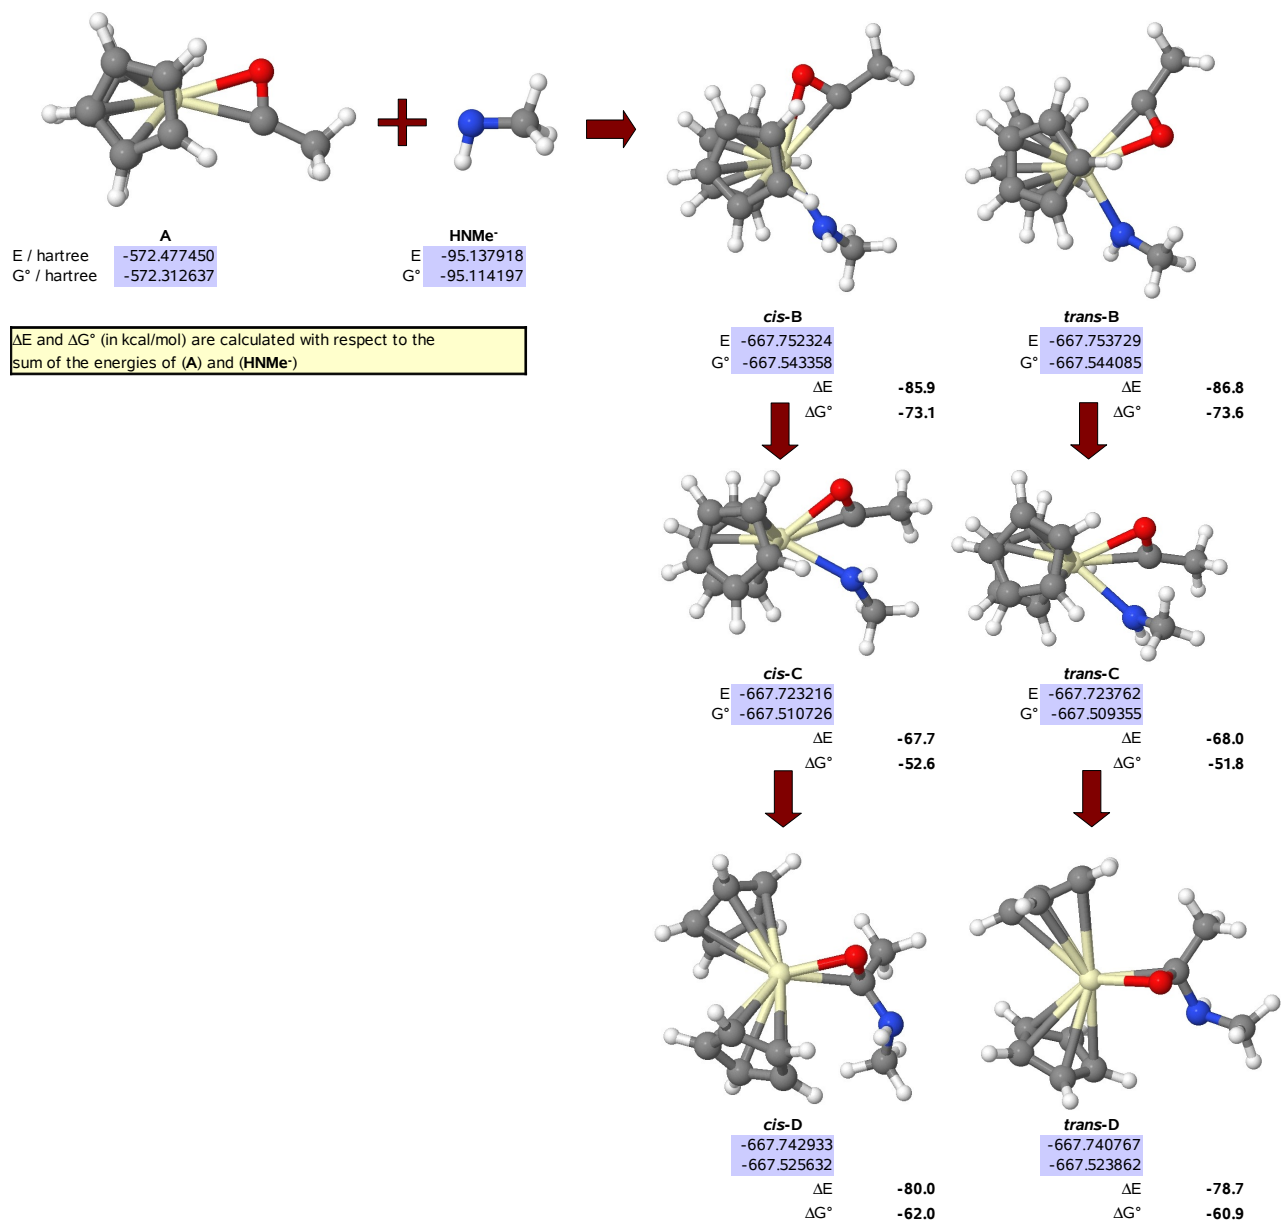 A
E / hartree -572.477450
G° / hartree -572.312637
HNMe-
E -95.137918
G° -95.114197
ΔE and ΔG° (in kcal/mol) are calculated with respect to the
sum of the energies of (A) and (HNMe-)
cis-B
E -667.752324
G° -667.543358
ΔE -85.9
ΔG° -73.1
trans-B
E -667.753729
G° -667.544085
ΔE -86.8
ΔG° -73.6
cis-C
E -667.723216
G° -667.510726
ΔE -67.7
ΔG° -52.6
trans-C
E -667.723762
G° -667.509355
ΔE -68.0
ΔG° -51.8
cis-D
-667.742933
-667.525632
ΔE -80.0
ΔG° -62.0
trans-D
-667.740767
-667.523862
ΔE -78.7
ΔG° -60.9